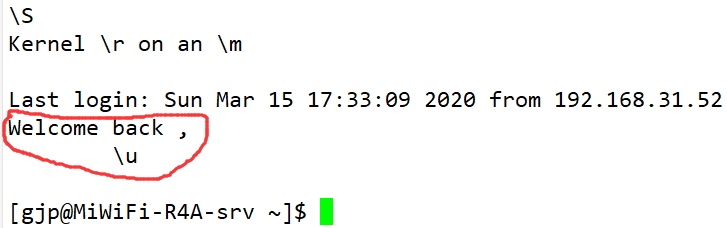 \S
Kernel \r on an \m
Last login: Sun Mar 15 17:33:09 2020 from 192.168.31.52
Welcome back ,
\u
[gjp@MiWiFi-R4A-srv ~]$